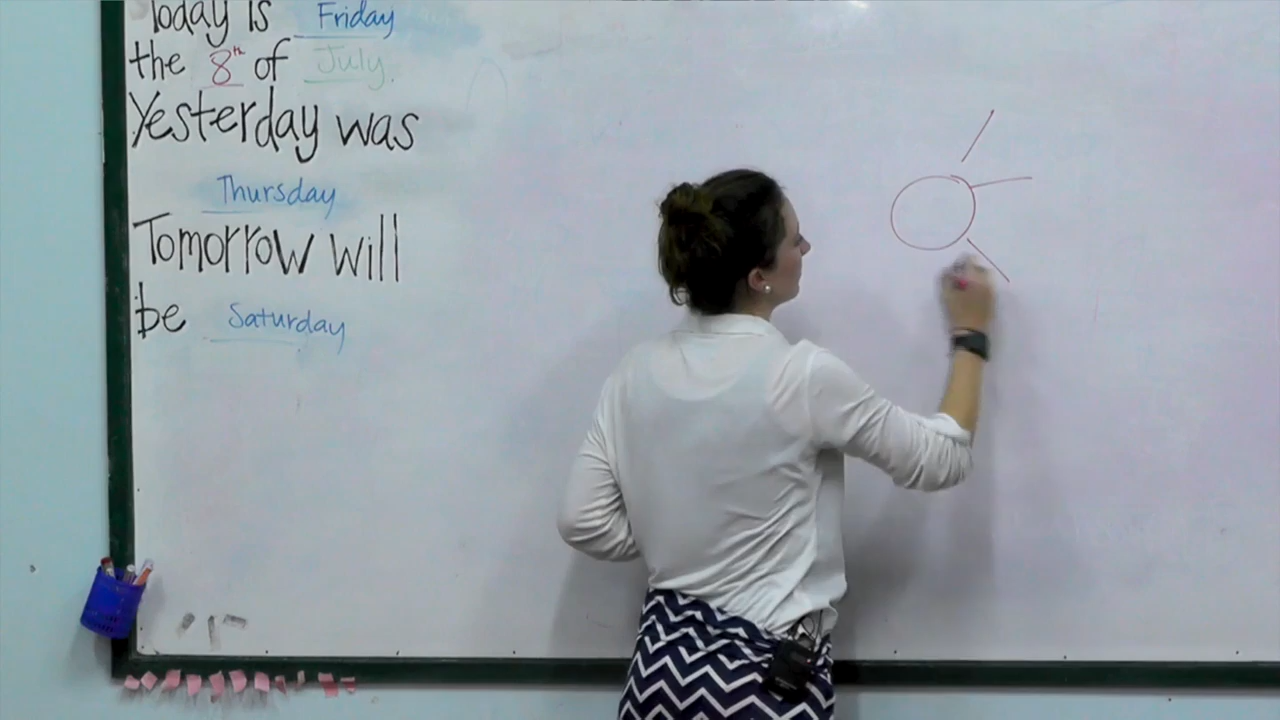 Today is Friday
the 8th of July.
Yesterday was
Thursday
Tomorrow will
be Saturday